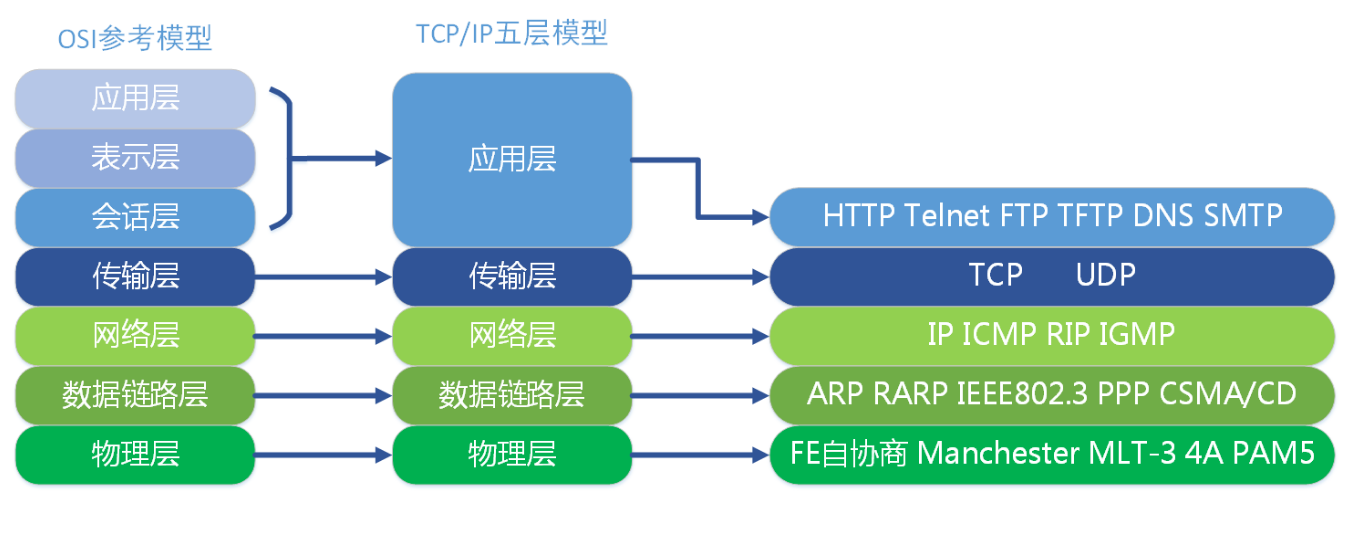 OSI参考模型
TCP/IP五层模型
应用层
表示层
会话层
传输层
网络层
数据链路层
物理层
应用层
传输层
网络层
数据链路层
物理层
HTTP Telnet FTP TFTP DNS SMTP
TCP UDP
IP ICMP RIP IGMP
ARP RARP IEEE802.3 PPP CSMA/CD
FE自协商 Manchester MLT-3 4A PAM5